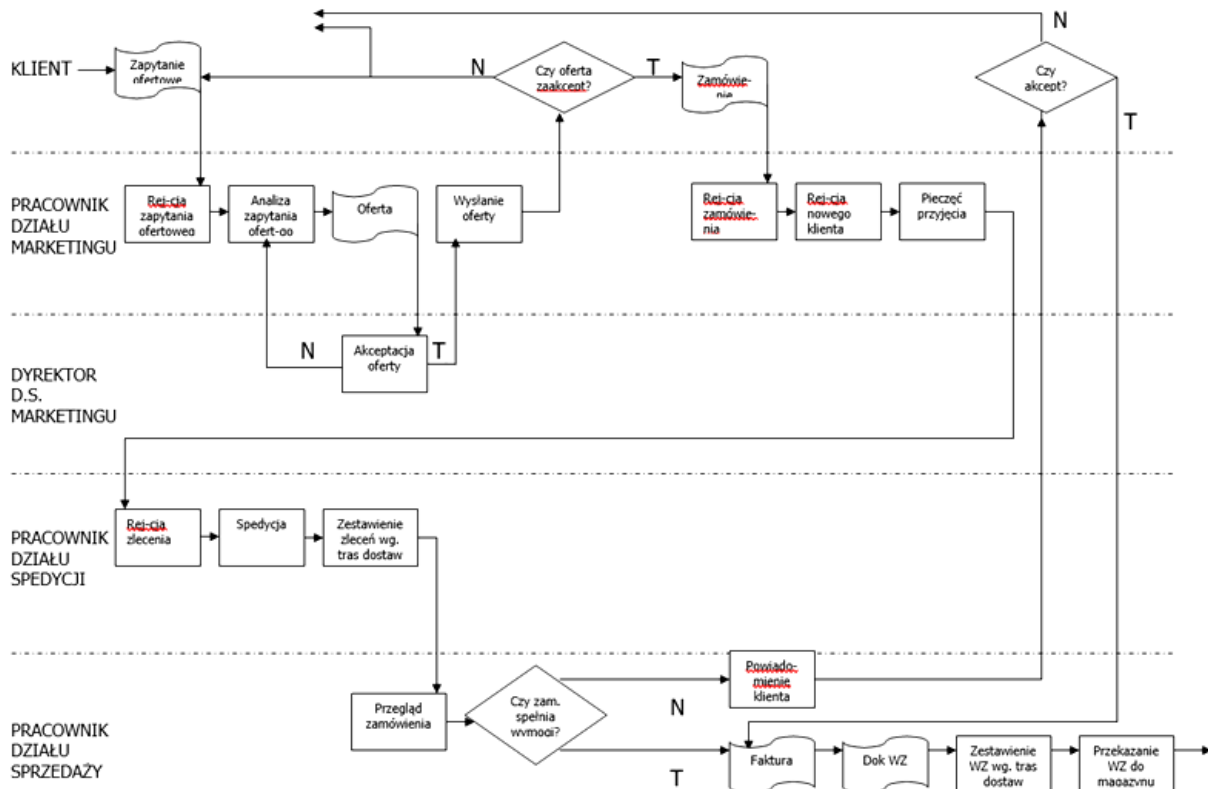 N
KLIENT
Zapytanie
ofertowe
N
Czy oferta
zaakcept?
T
Zamówie-
nie
Czy
akcept?
T
PRACOWNIK
DZIAŁU
MARKETINGU
Rej-cja
zapytania
ofertowego
Analiza
zapytania
ofert-go
Oferta
Wysłanie
oferty
Rej-cja
zamówie-
nia
Rej-cja
nowego
klienta
Pieczęć
przyjęcia
DYREKTOR
D.S.
MARKETINGU
N
Akceptacja
oferty
T
PRACOWNIK
DZIAŁU
SPEDYCJI
Rej-cja
zlecenia
Spedycja
Zestawienie
zleceń wg.
tras dostaw
PRACOWNIK
DZIAŁU
SPRZEDAŻY
Przegląd
zamówienia
Czy zam.
spełnia
wymogi?
N
Powiado-
mienie
klienta
T
Faktura
Dok WZ
Zestawienie
WZ wg. tras
dostaw
Przekazanie
WZ do
magazynu